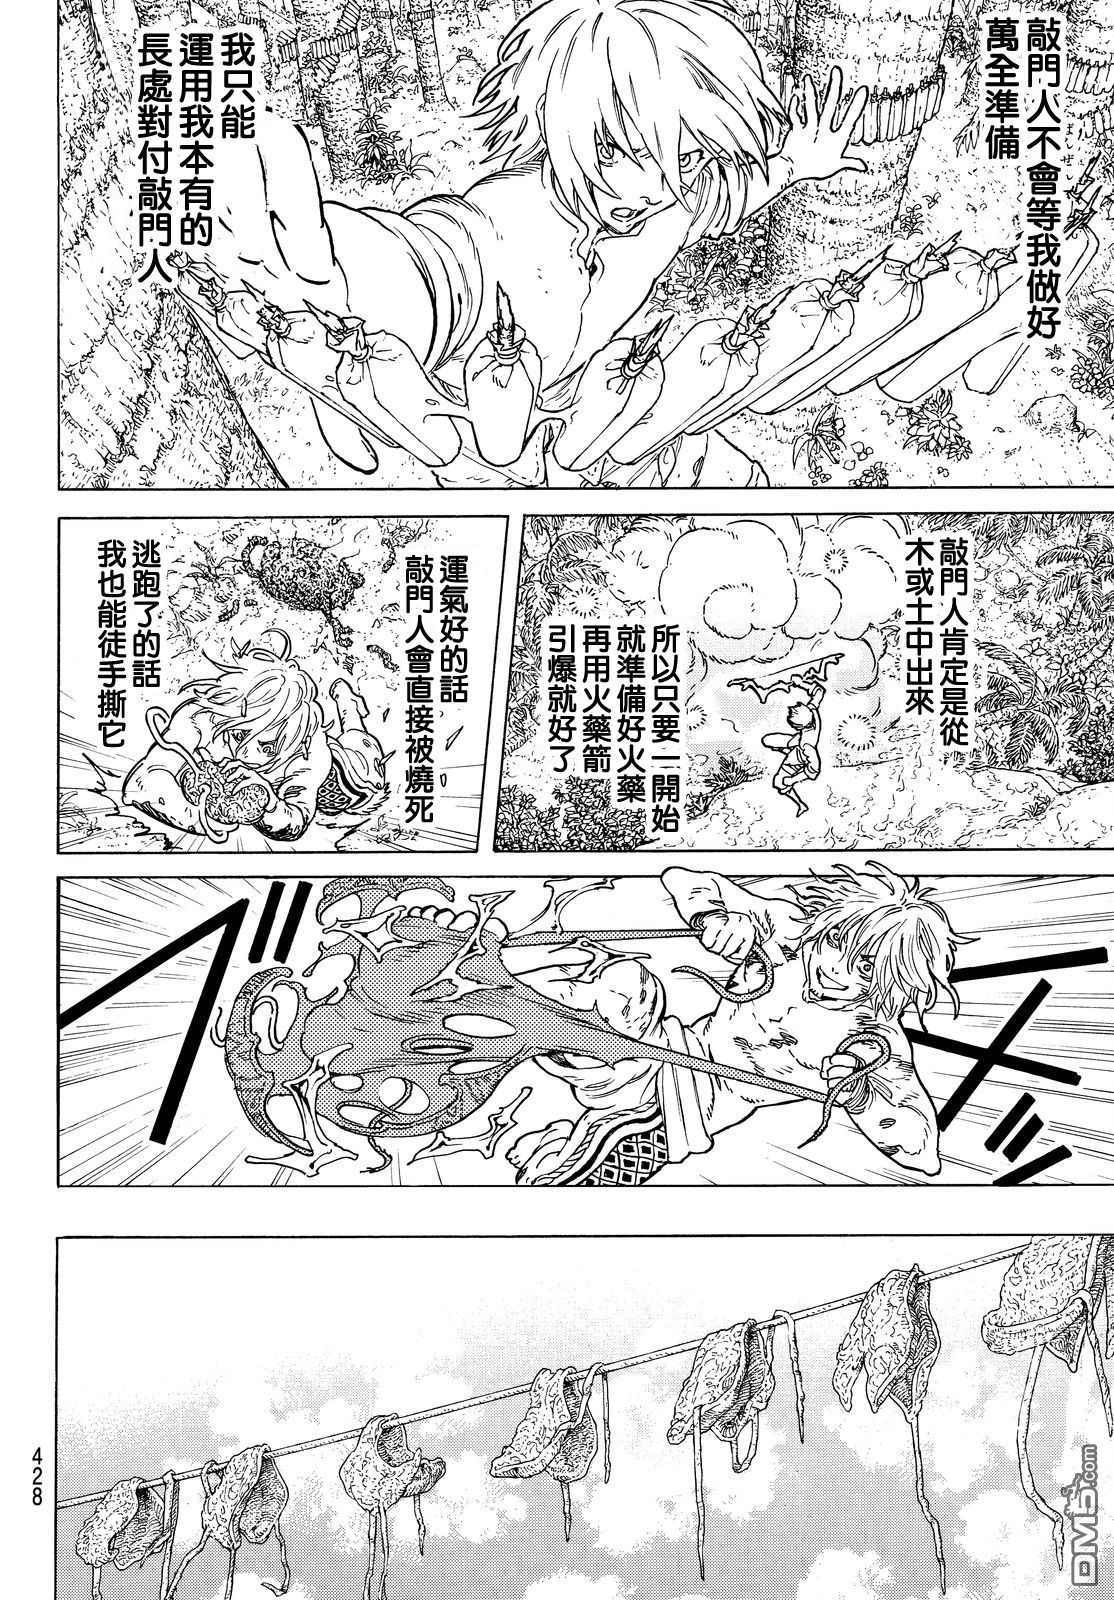 敲門人不會等我做好
萬全準備
我只能
運用我本有的
長處對付敲門人
敲門人肯定是從
木或土中出來
所以只要一開始
就準備好火藥
再用火藥箭
引爆就好了
運氣好的話
敲門人會直接被燒死
逃跑了的話
我也能徒手撕它
428
DM5.com